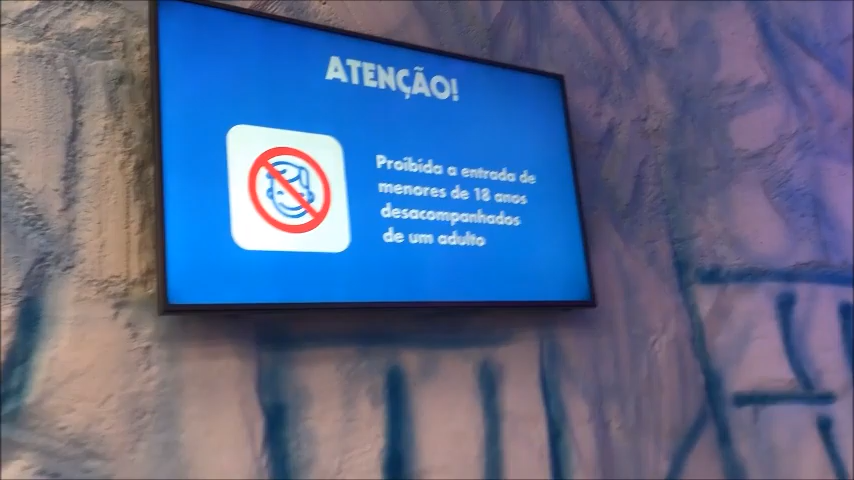 ATENÇÃO!
Proibida a entrada de
menores de 18 anos
desacompanhados
de um adulto